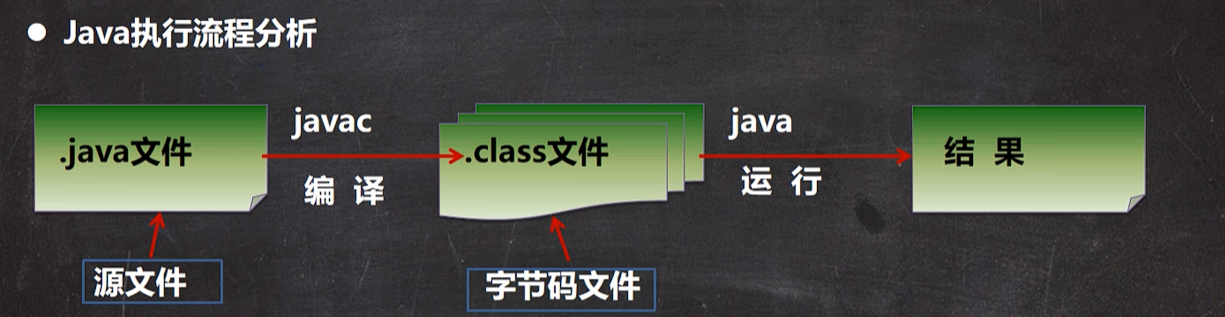 ● Java执行流程分析
.java文件
javac
编 译
.class文件
java
运 行
结 果
源文件
字节码文件